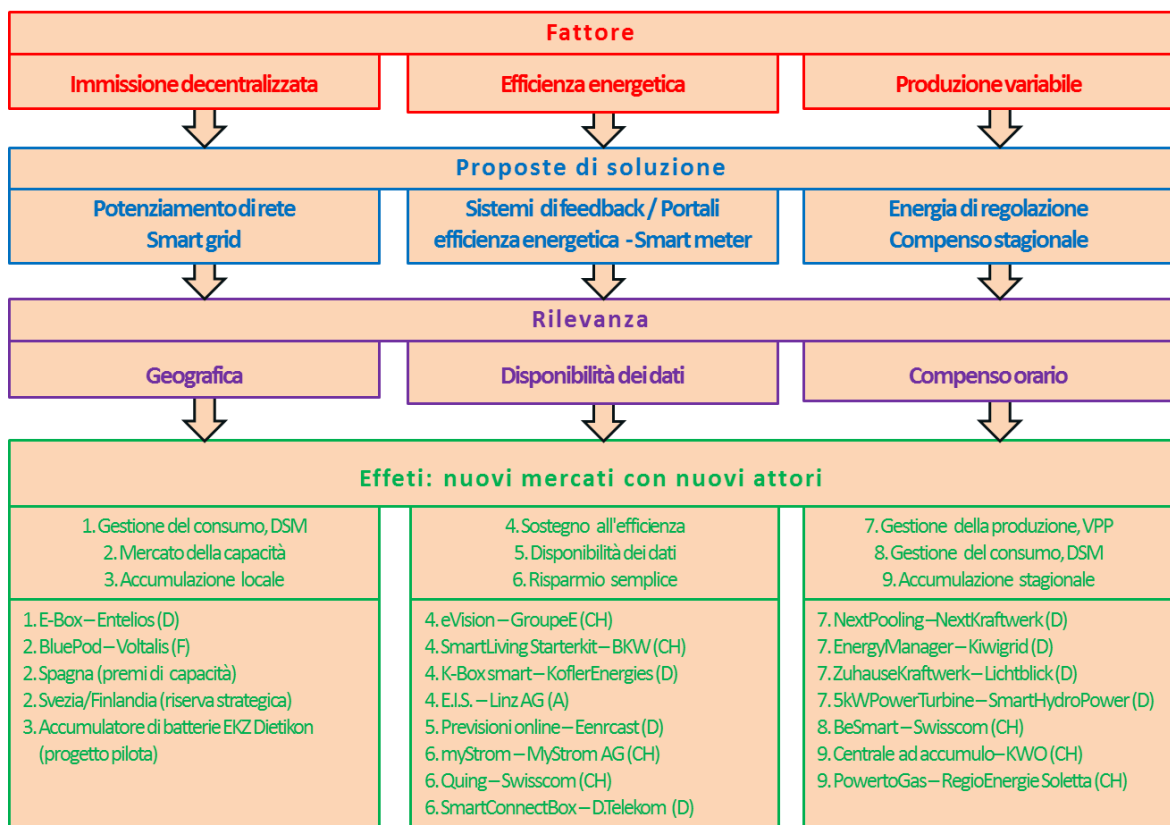 Fattore
Immissione decentralizzata
Efficienza energetica
Produzione variabile
Proposte di soluzione
Potenziamento di rete
Smart grid
Sistemi di feedback / Portali
efficienza energetica - Smart meter
Energia di regolazione
Compenso stagionale
Rilevanza
Geografica
Disponibilità dei dati
Compenso orario
Effeti: nuovi mercati con nuovi attori
1. Gestione del consumo, DSM
2. Mercato della capacità
3. Accumulazione locale
4. Sostegno all'efficienza
5. Disponibilità dei dati
6. Risparmio semplice
7. Gestione della produzione, VPP
8. Gestione del consumo, DSM
9. Accumulazione stagionale
1. E-Box – Entelios (D)
2. BluePod – Voltalis (F)
2. Spagna (premi di capacità)
2. Svezia/Finlandia (riserva strategica)
3. Accumulatore di batterie EKZ Dietikon
(progetto pilota)
4. eVision – GroupeE (CH)
4. SmartLiving Starterkit – BKW (CH)
4. K-Box smart – KoflerEnergies (D)
4. E.I.S. – Linz AG (A)
5. Previsioni online – Eenrcast (D)
6. myStrom – MyStrom AG (CH)
6. Quing – Swisscom (CH)
6. SmartConnectBox – D.Telekom (D)
7. NextPooling – NextKraftwerk (D)
7. EnergyManager – Kiwigrid (D)
7. ZuhauseKraftwerk – Lichtblick (D)
7. 5kWPowerTurbine – SmartHydroPower (D)
8. BeSmart – Swisscom (CH)
9. Centrale ad accumulo – KWO (CH)
9. PowertoGas – RegioEnergie Soletta (CH)